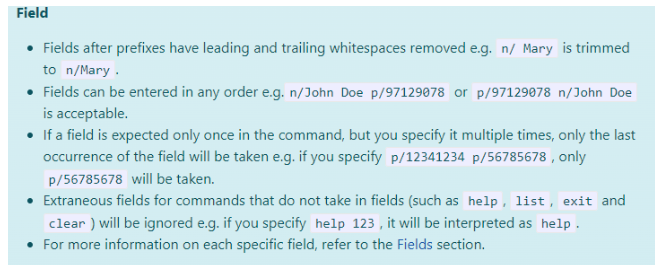 Field
• Fields after prefixes have leading and trailing whitespaces removed e.g. n/ Mary is trimmed
to n/Mary .
• Fields can be entered in any order e.g. n/John Doe p/97129078 or p/97129078 n/John Doe
is acceptable.
• If a field is expected only once in the command, but you specify it multiple times, only the last
occurrence of the field will be taken e.g. if you specify p/12341234 p/56785678 , only
p/56785678 will be taken.
• Extraneous fields for commands that do not take in fields (such as help , list , exit and
clear ) will be ignored e.g. if you specify help 123 , it will be interpreted as help .
• For more information on each specific field, refer to the Fields section.